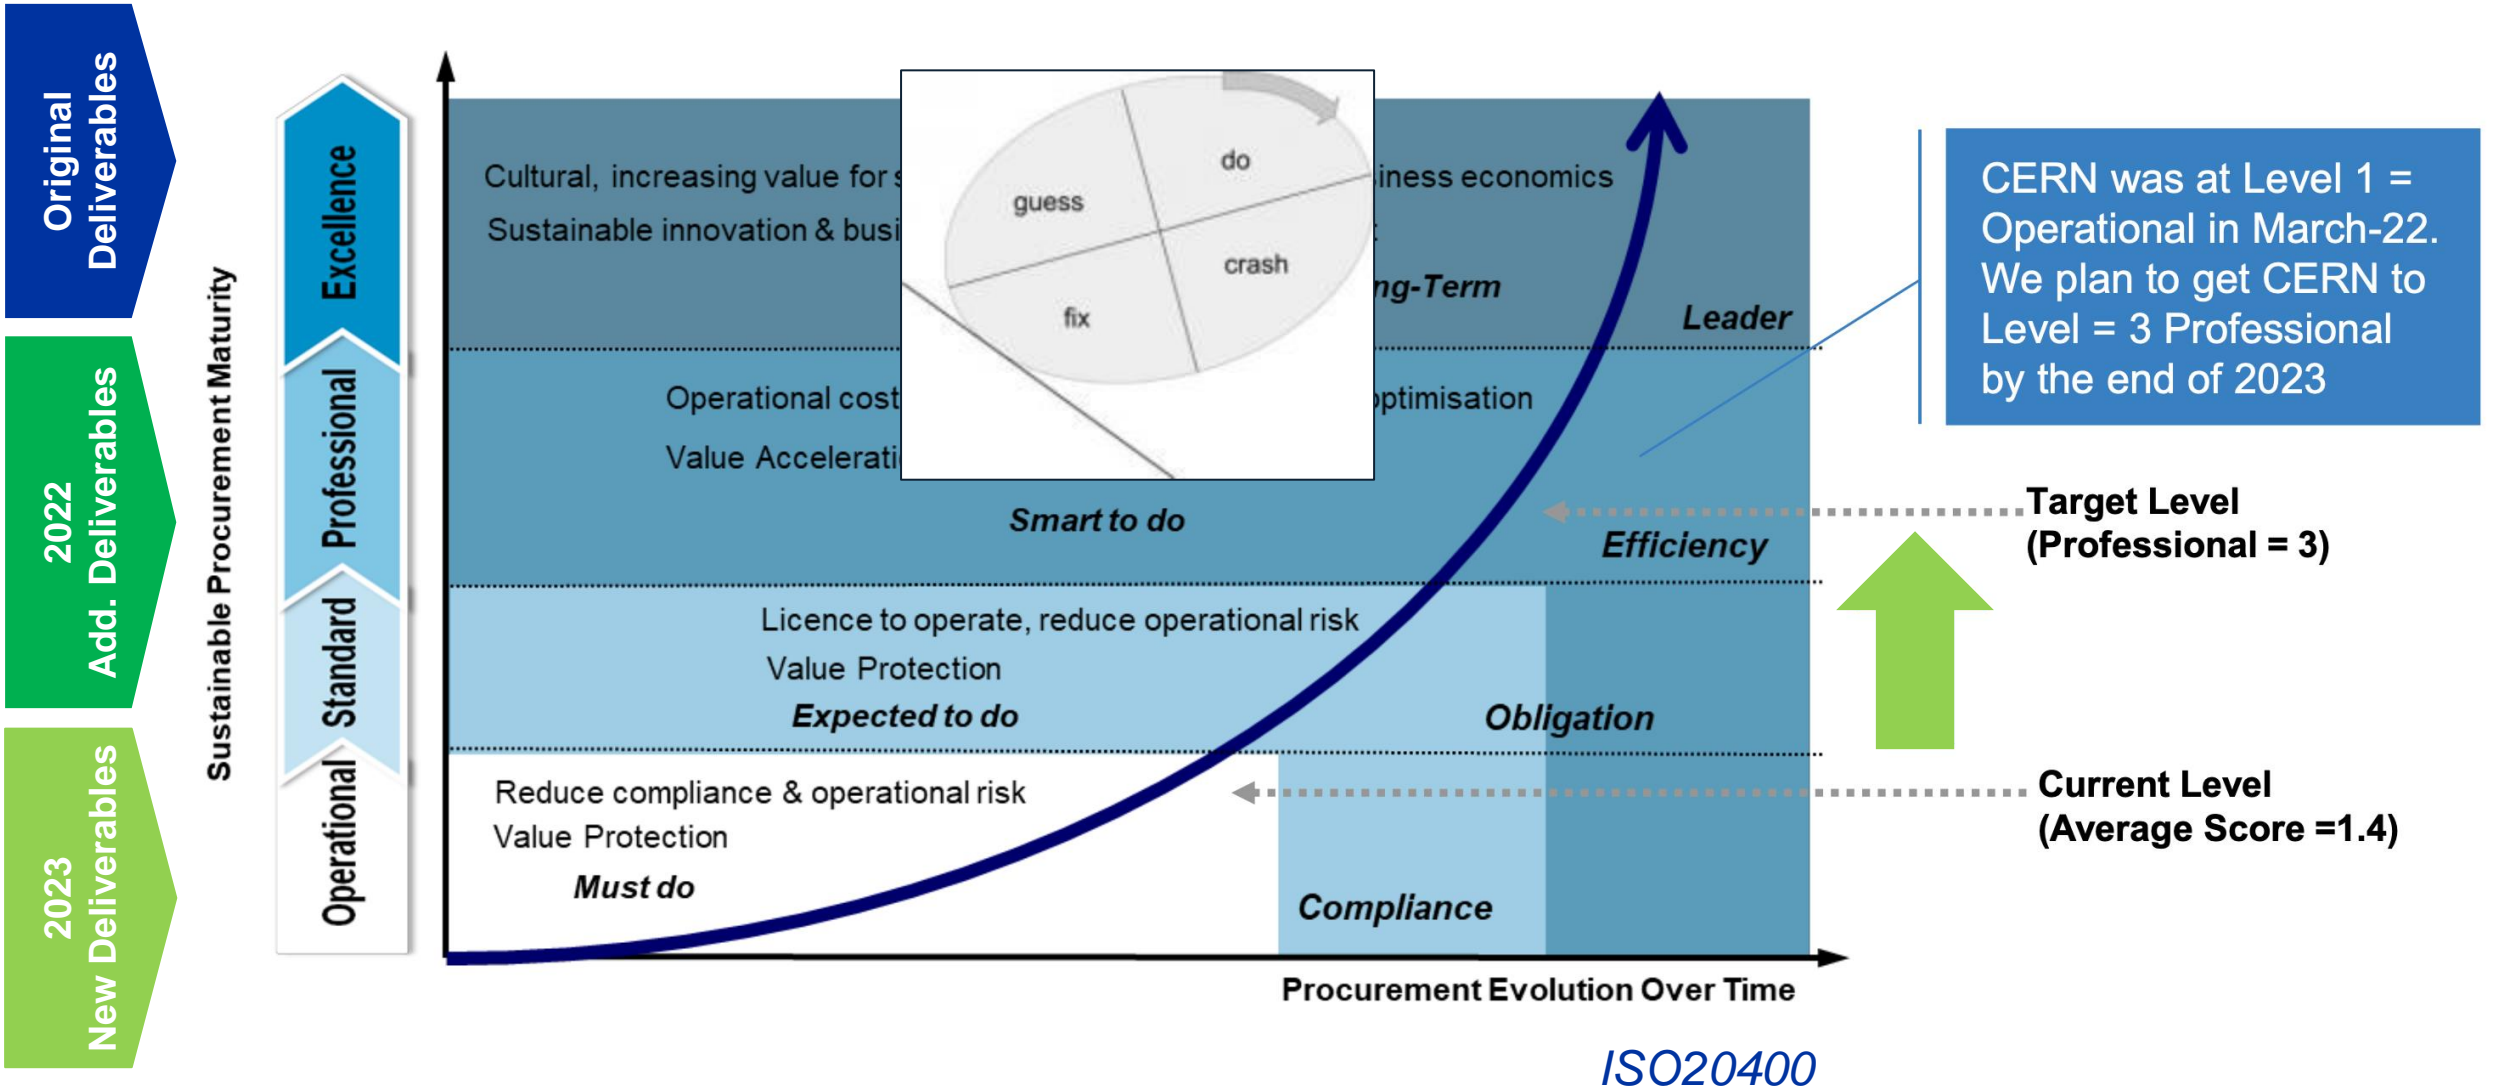 Original
Deliverables
2022
Add. Deliverables
2023
New Deliverables
Sustainable Procurement Maturity
Excellence
Professional
Standard
Operational
Cultural, increasing value for
iness economics
Sustainable innovation &
ng-Term
Leader
guess
do
crash
fix
Operational cost
ptimisation
Value
Smart to do
Efficiency
Licence to operate, reduce operational risk
Value Protection
Expected to do
Obligation
Reduce compliance & operational risk
Value Protection
Must do
Compliance
Procurement Evolution Over Time
ISO20400
CERN was at Level 1 =
Operational in March-22.
We plan to get CERN to
Level = 3 Professional
by the end of 2023
Target Level
(Professional = 3)
Current Level
(Average Score =1.4)